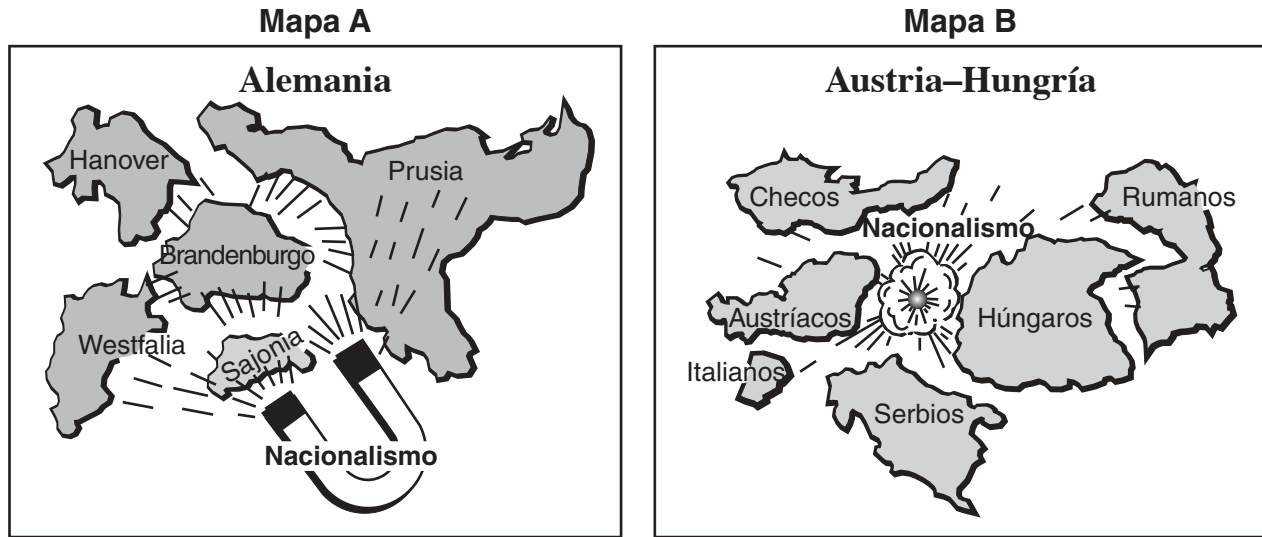 Mapa A
Alemania
Hanover
Prusia
Brandenburgo
Westfalia
Sajonia
Nacionalismo
Mapa B
Austria–Hungría
Checos
Rumanos
Nacionalismo
Austríacos
Húngaros
Italianos
Serbios